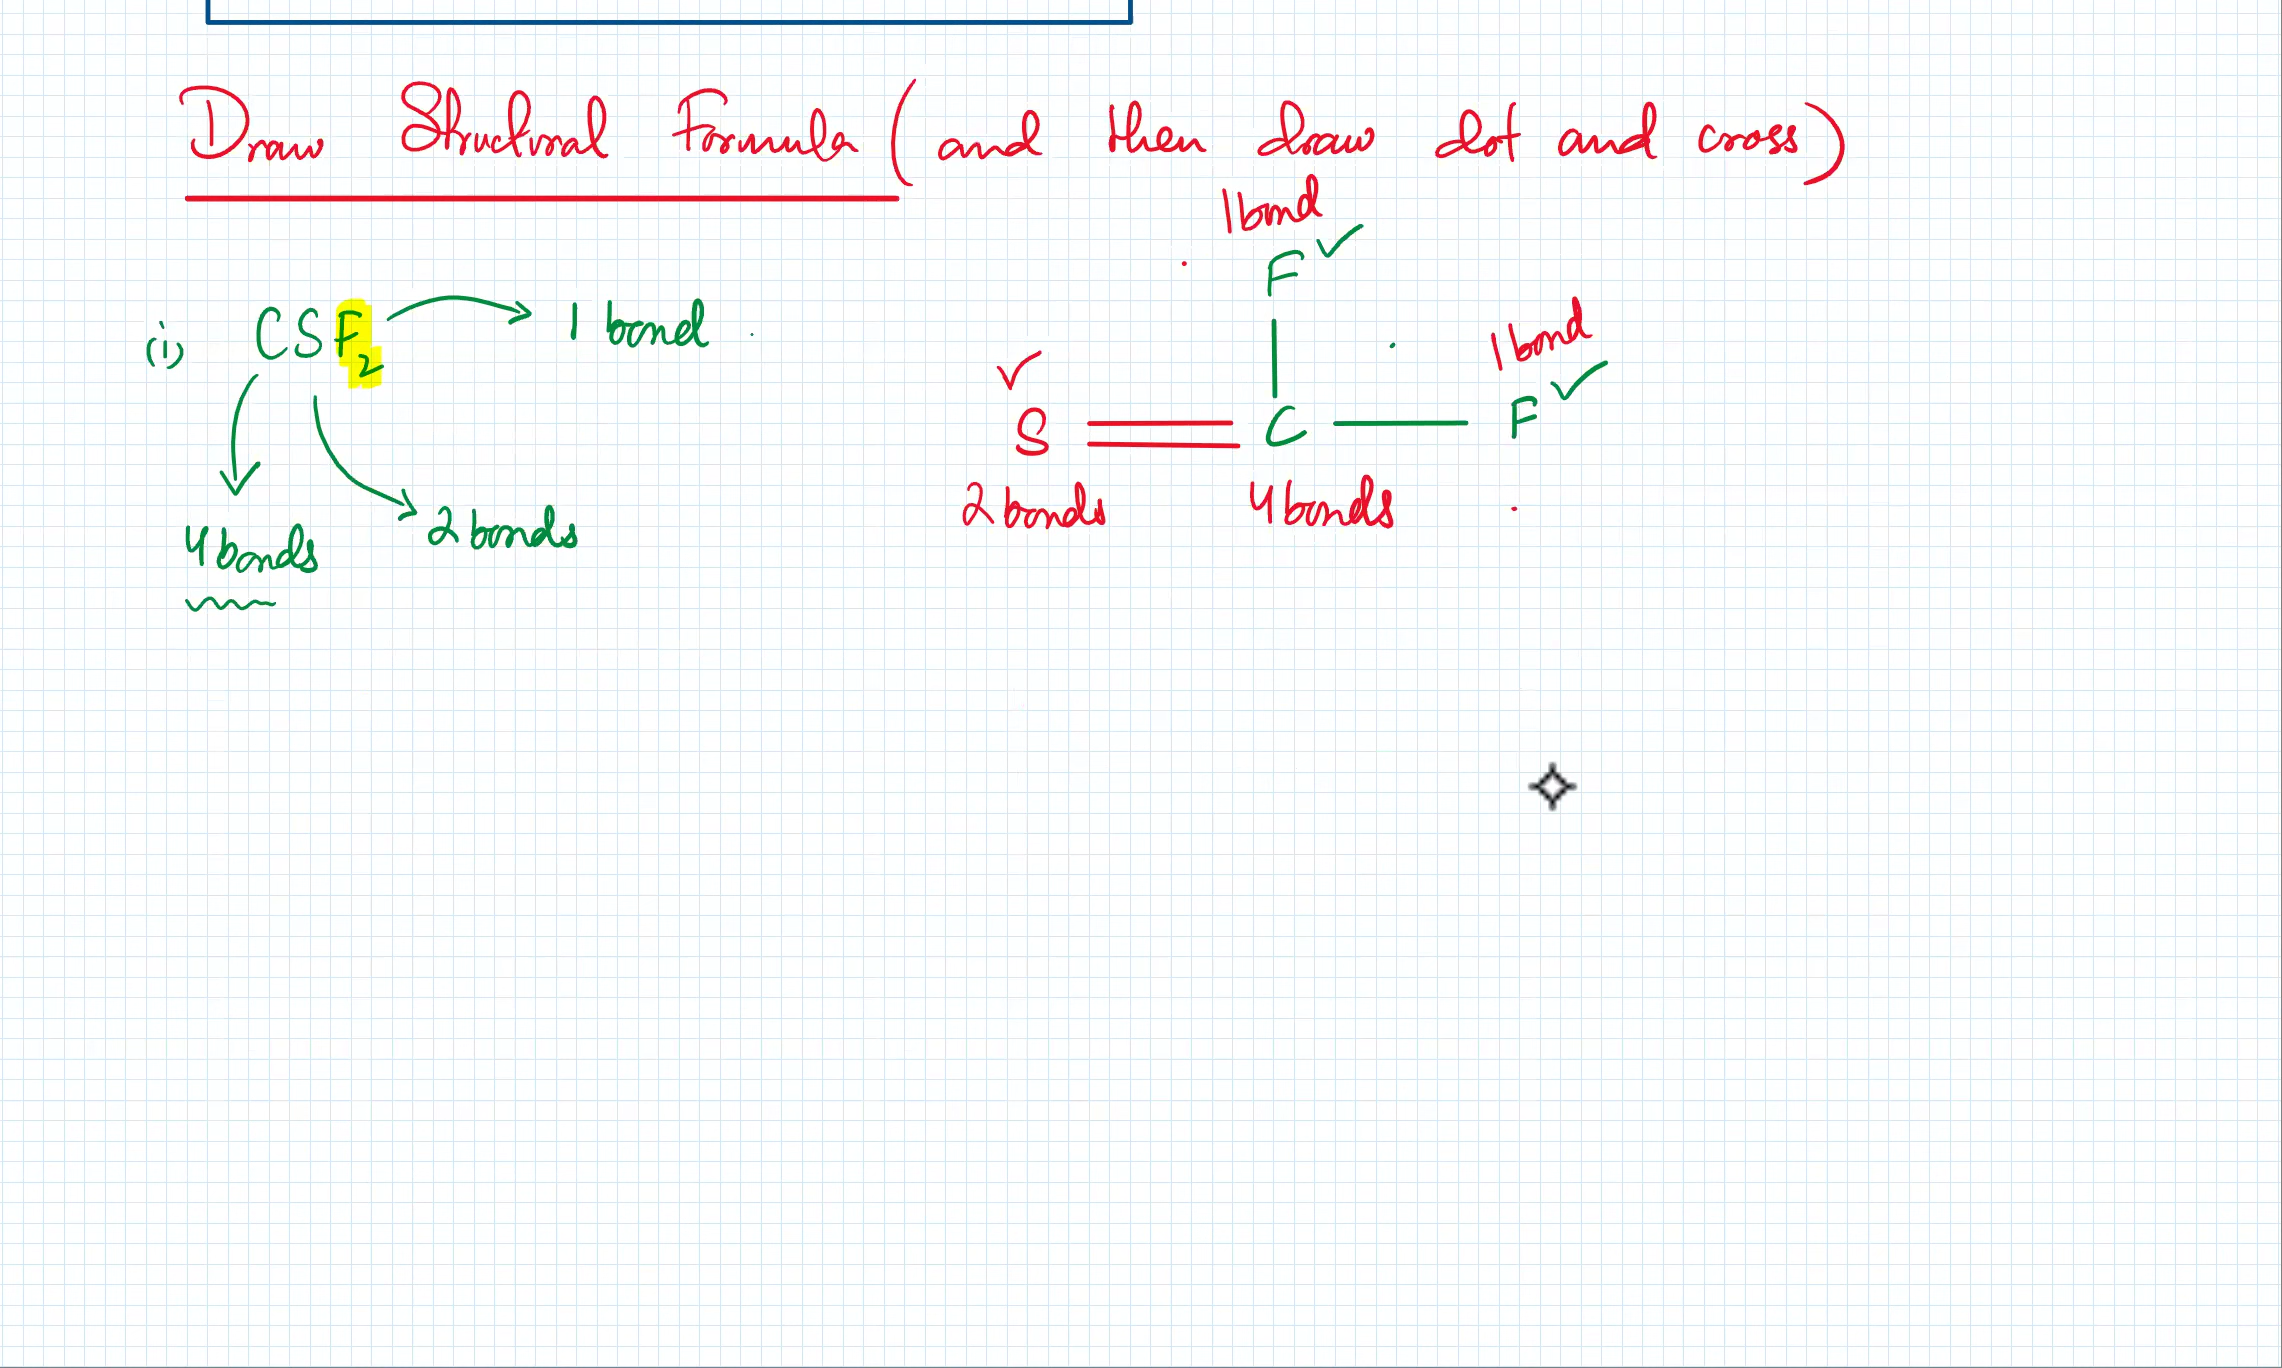 Draw Structural Formula (and then draw dot and cross)
(i) CSF2 → 1 bond
4 bonds
2 bonds
1 bond
F ✓
1 bond
✓
S = C — F ✓
2 bonds 4 bonds